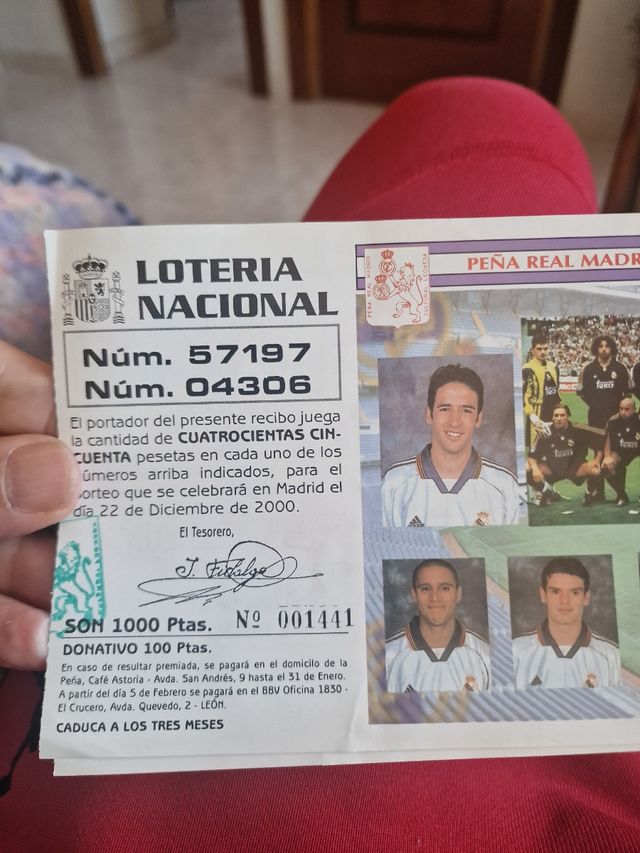 LOTERIA
NACIONAL
Núm. 57197
Núm. 04306
El portador del presente recibo juega
la cantidad de CUATROCIENTAS CIN-
CUENTA pesetas en cada uno de los
números arriba indicados, para el
sorteo que se celebrará en Madrid el
día 22 de Diciembre de 2000.
El Tesorero,
J. Fidalgo
SON 1000 Ptas. Nº 001441
DONATIVO 100 Ptas.
En caso de resultar premiada, se pagará en el domicilio de la
Peña, Café Astoria - Avda. San Andrés, 9 hasta el 31 de Enero.
A partir del día 5 de Febrero se pagará en el BBV Oficina 1830 -
El Crucero, Avda. Quevedo, 2 - LEÓN.
CADUCA A LOS TRES MESES
PEÑA REAL MADR